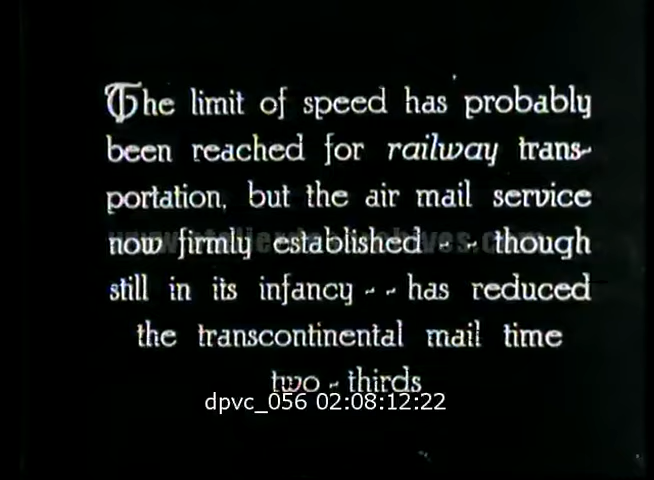 The limit of speed has probably
been reached for railway trans-
portation, but the air mail service
now firmly established - - though
still in its infancy - - has reduced
the transcontinental mail time
two - thirds
dpvc_056 02:08:12:22